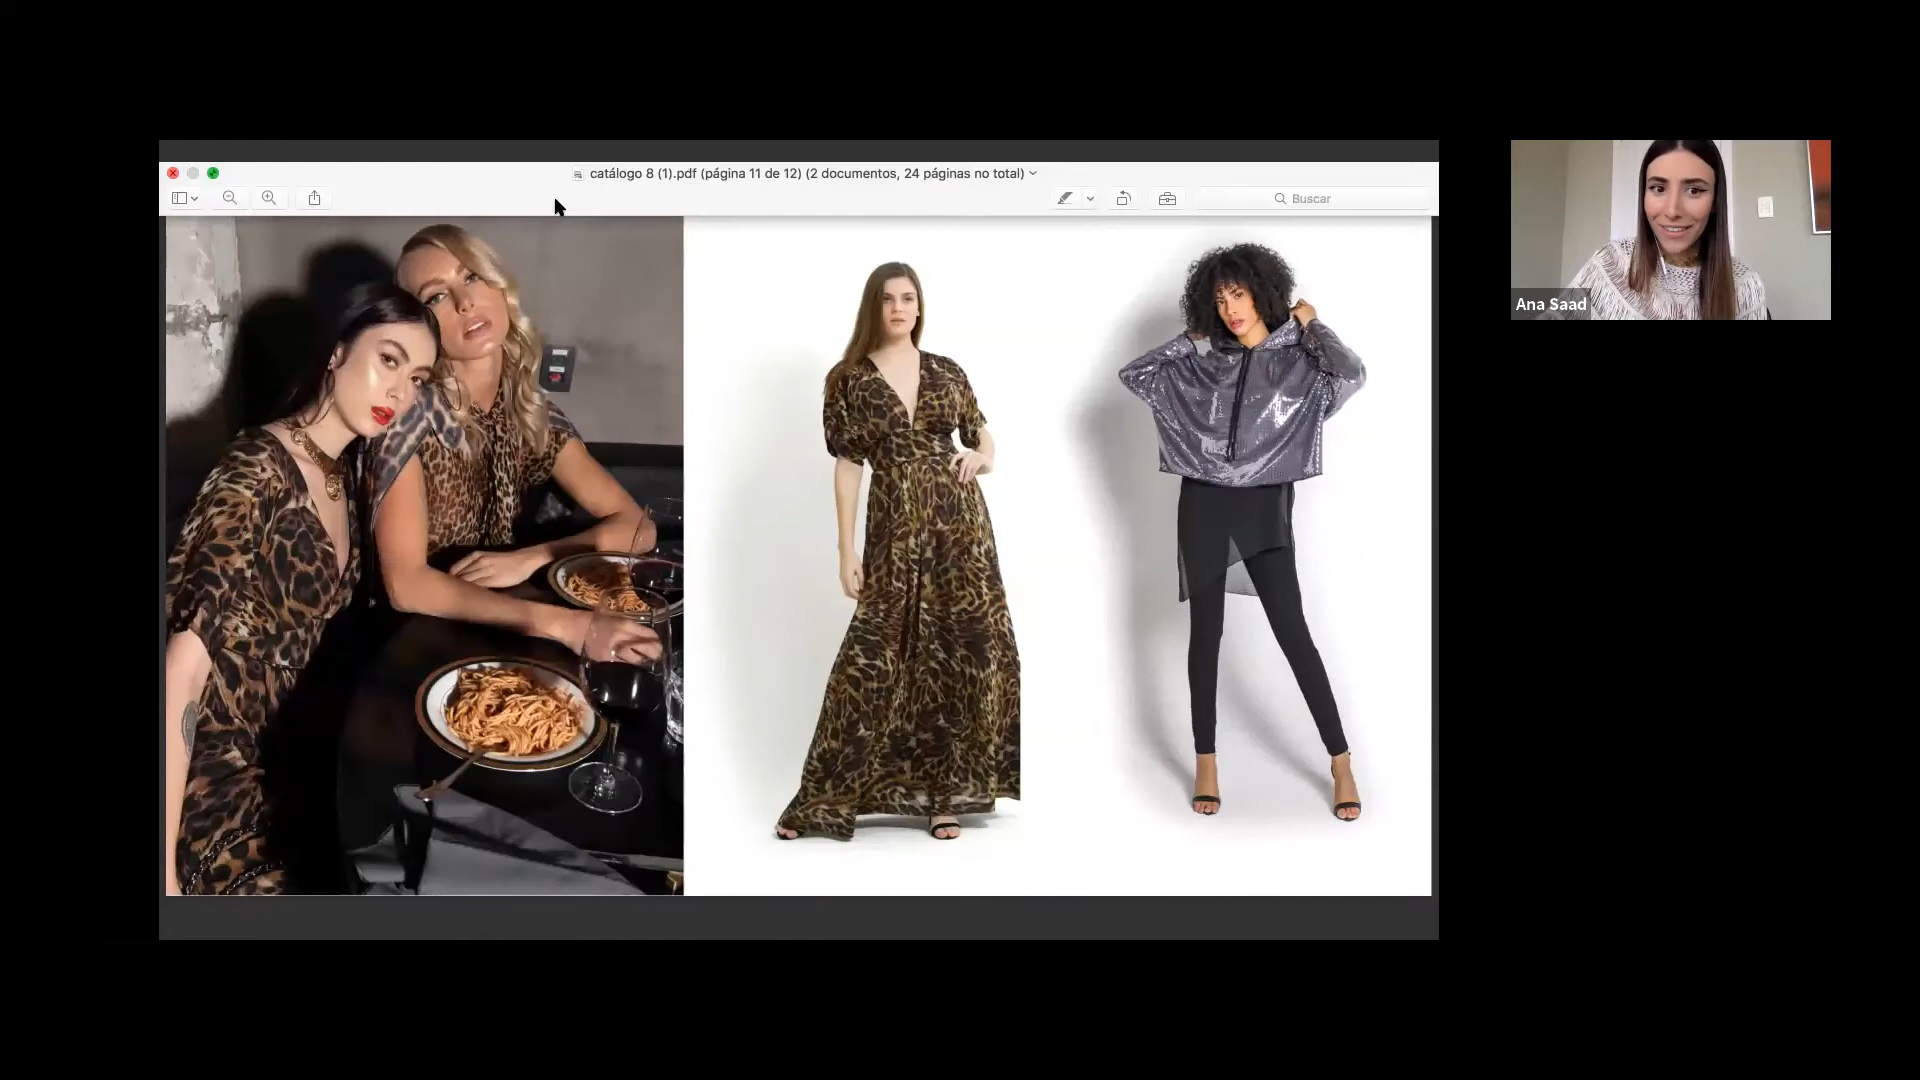 catálogo 8 (1).pdf (página 11 de 12) (2 documentos, 24 páginas no total)
Buscar
Ana Saad